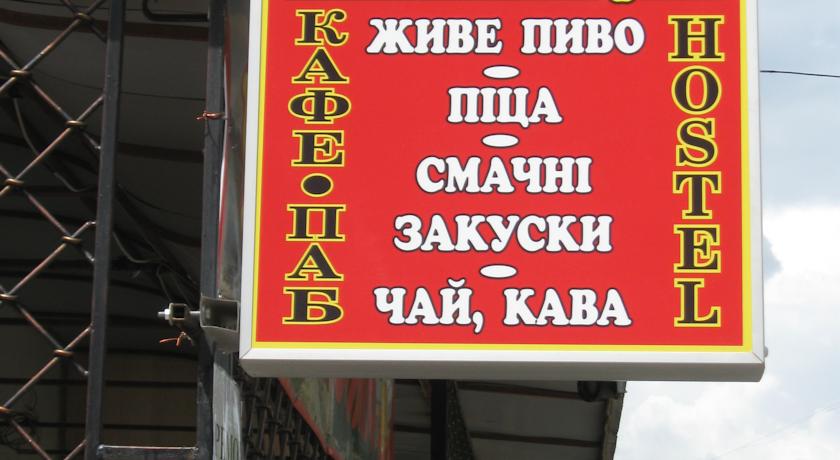 КАФЕ•ПАБ
ЖИВЕ ПИВО
ПІЦА
СМАЧНІ
ЗАКУСКИ
ЧАЙ, КАВА
HOSTEL